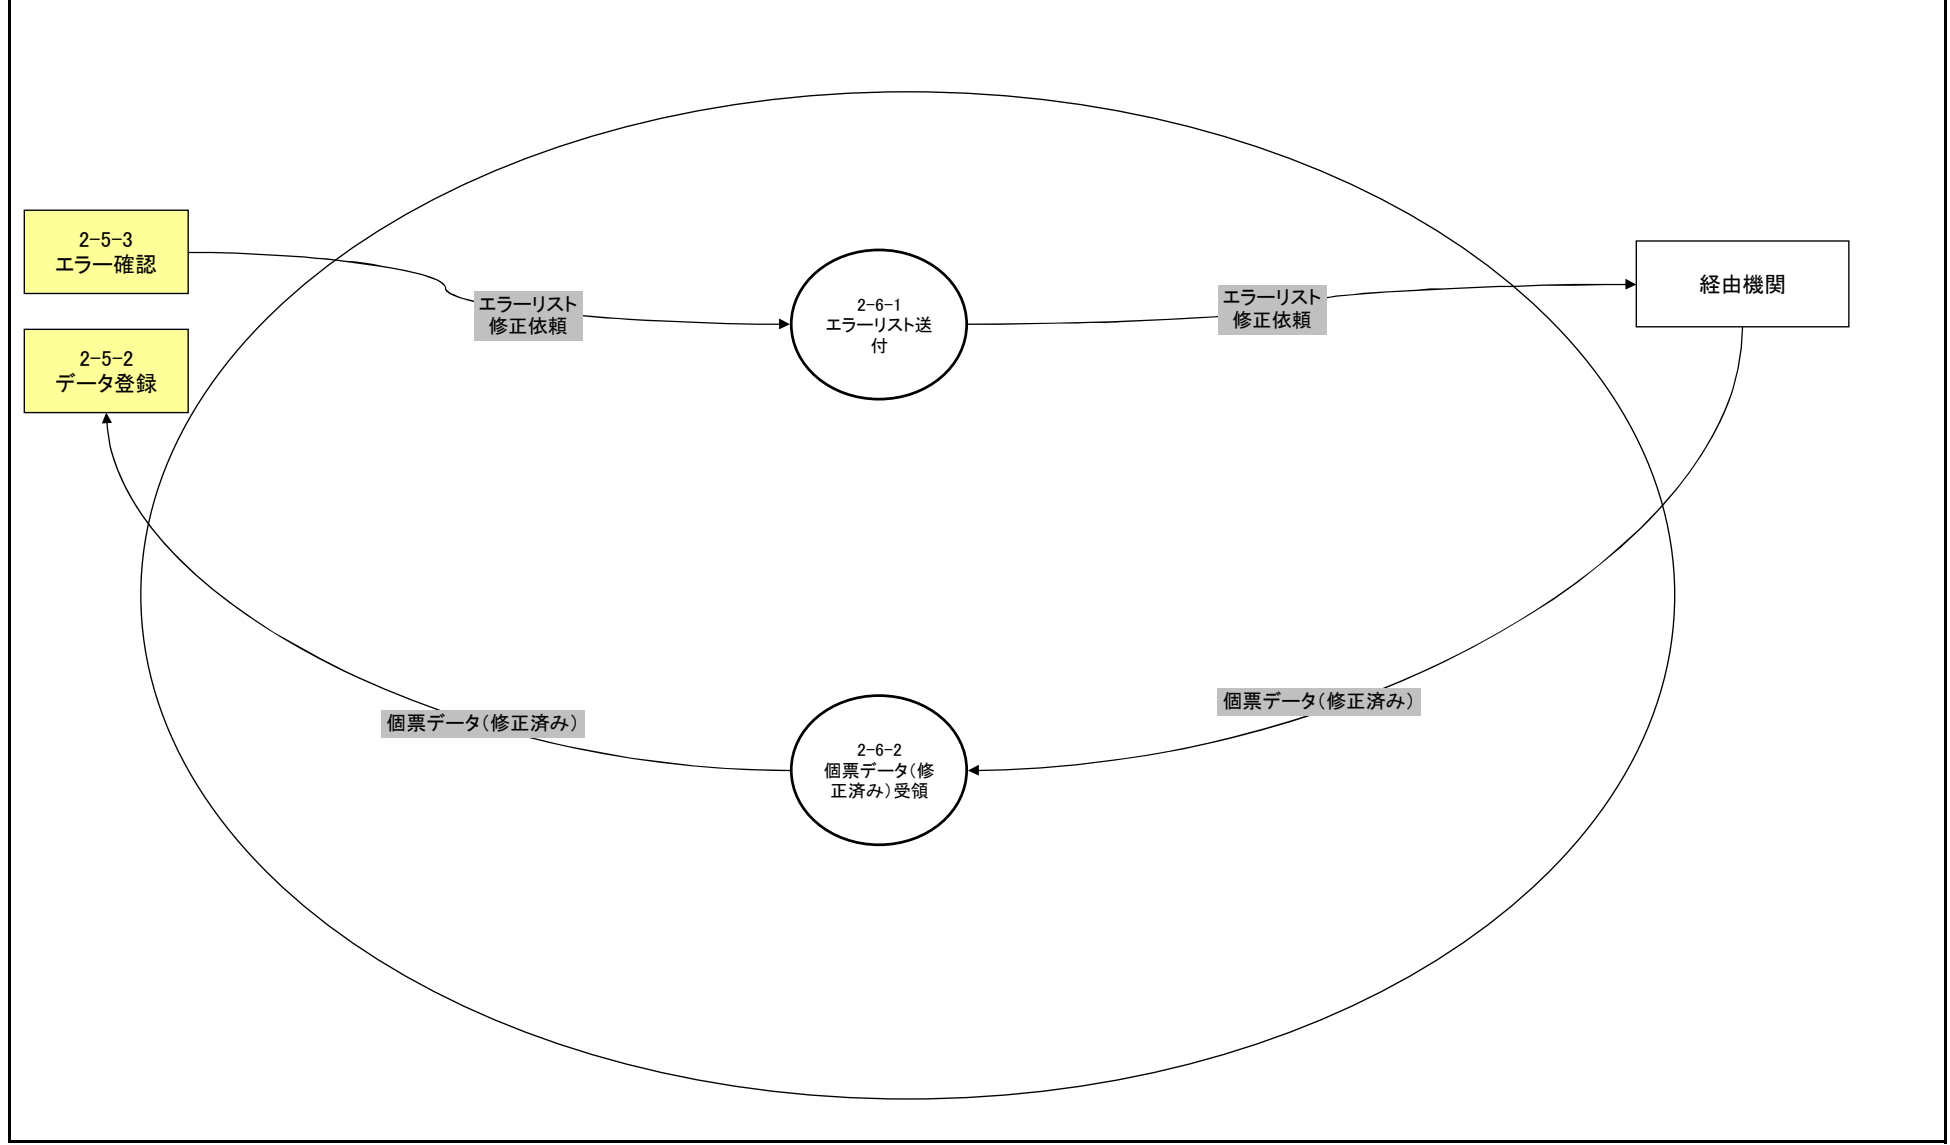 2-5-3
エラー確認
2-5-2
データ登録
エラーリスト
修正依頼
2-6-1
エラーリスト送
付
エラーリスト
修正依頼
経由機関
個票データ(修正済み)
2-6-2
個票データ(修
正済み)受領
個票データ(修正済み)